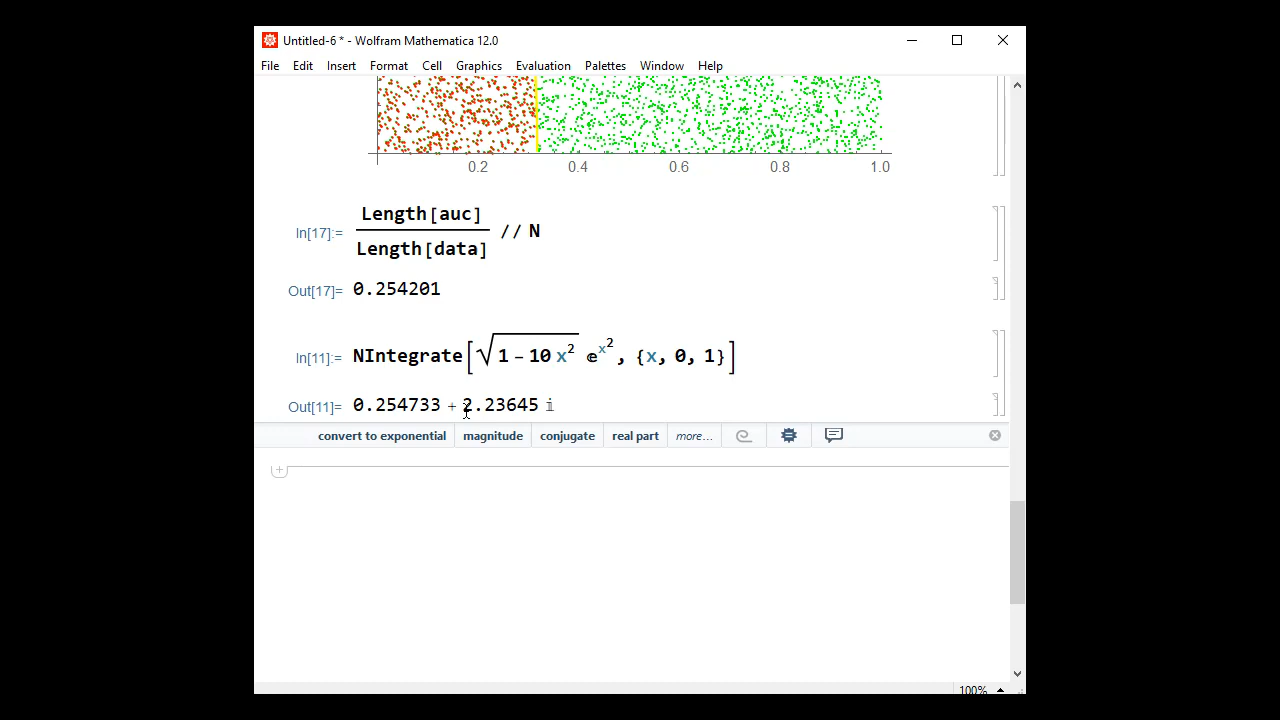 Untitled-6 * - Wolfram Mathematica 12.0
File Edit Insert Format Cell Graphics Evaluation Palettes Window Help
0.2 0.4 0.6 0.8 1.0
In[17]:= Length[auc] / Length[data] // N
Out[17]= 0.254201
In[11]:= NIntegrate[√1 - 10 x² ⅇ^x², {x, 0, 1}]
Out[11]= 0.254733 + 2.23645 ⅈ
convert to exponential magnitude conjugate real part more...
100%